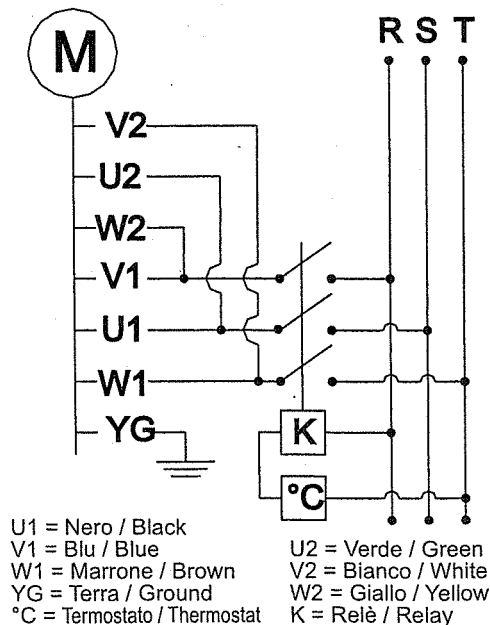 M
R S T
V2
U2
W2
V1
U1
W1
YG
K
°C
U1 = Nero / Black
V1 = Blu / Blue
W1 = Marrone / Brown
YG = Terra / Ground
°C = Termostato / Thermostat
U2 = Verde / Green
V2 = Bianco / White
W2 = Giallo / Yellow
K = Relè / Relay